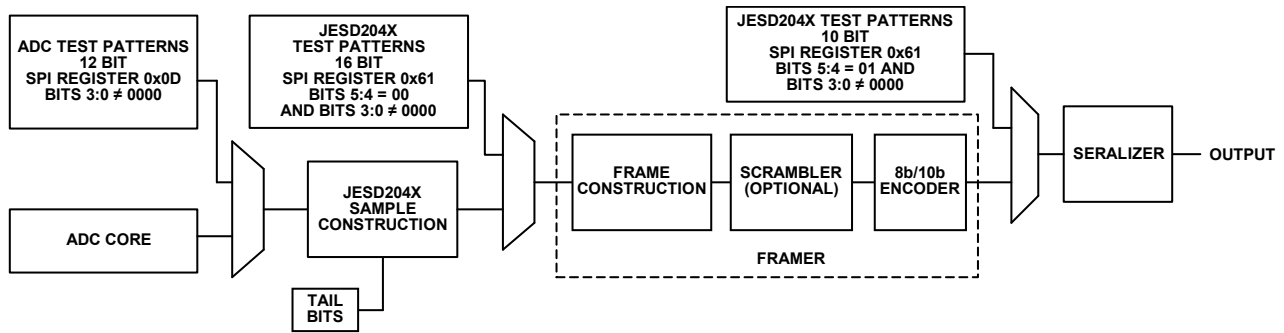 ADC TEST PATTERNS
12 BIT
SPI REGISTER 0x0D
BITS 3:0 ≠ 0000
JESD204X
TEST PATTERNS
16 BIT
SPI REGISTER 0x61
BITS 5:4 = 00
AND BITS 3:0 ≠ 0000
JESD204X TEST PATTERNS
10 BIT
SPI REGISTER 0x61
BITS 5:4 = 01 AND
BITS 3:0 ≠ 0000
ADC CORE
JESD204X
SAMPLE
CONSTRUCTION
TAIL
BITS
FRAME
CONSTRUCTION
SCRAMBLER
(OPTIONAL)
8b/10b
ENCODER
FRAMER
SERALIZER
OUTPUT